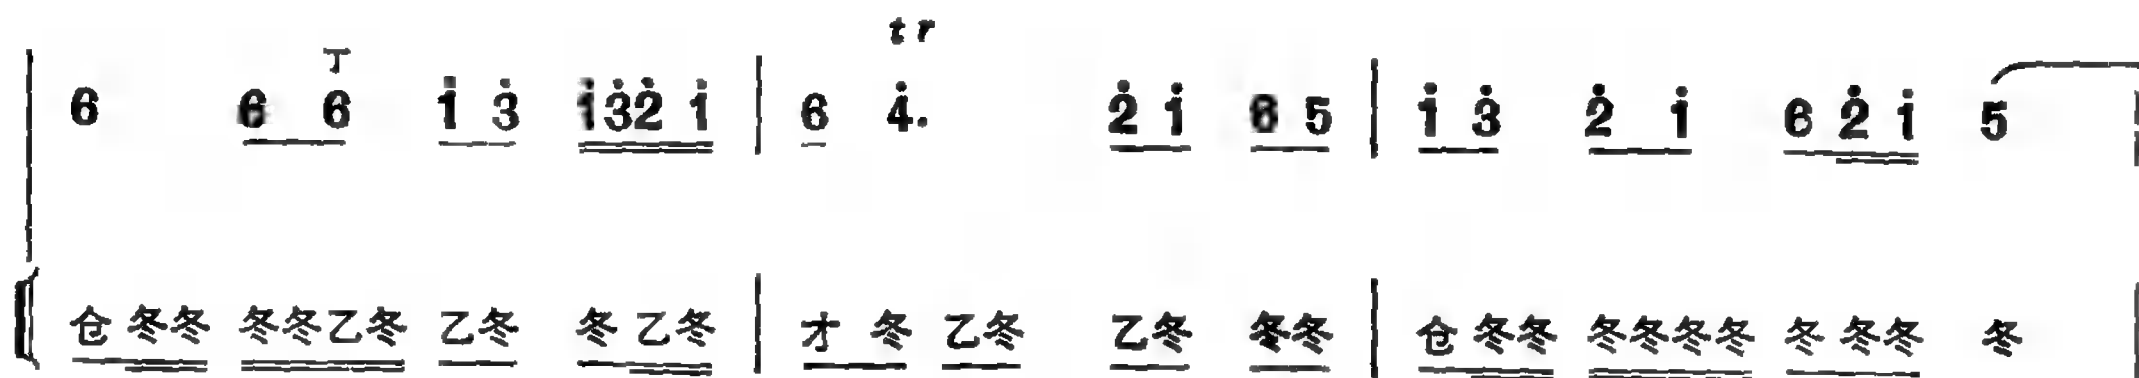 tr
丁
6 6 6 1̇ 3̇ 1̇3̇2̇ 1̇ | 6 4̇. 2̇ 1̇ 6 5 | 1̇ 3̇ 2̇ 1̇ 6 2̇ 1̇ 5
仓 冬冬 冬冬乙冬 乙冬 冬 乙冬 | 才 冬 乙冬 乙冬 冬冬 | 仓 冬冬 冬冬冬冬 冬 冬冬 冬